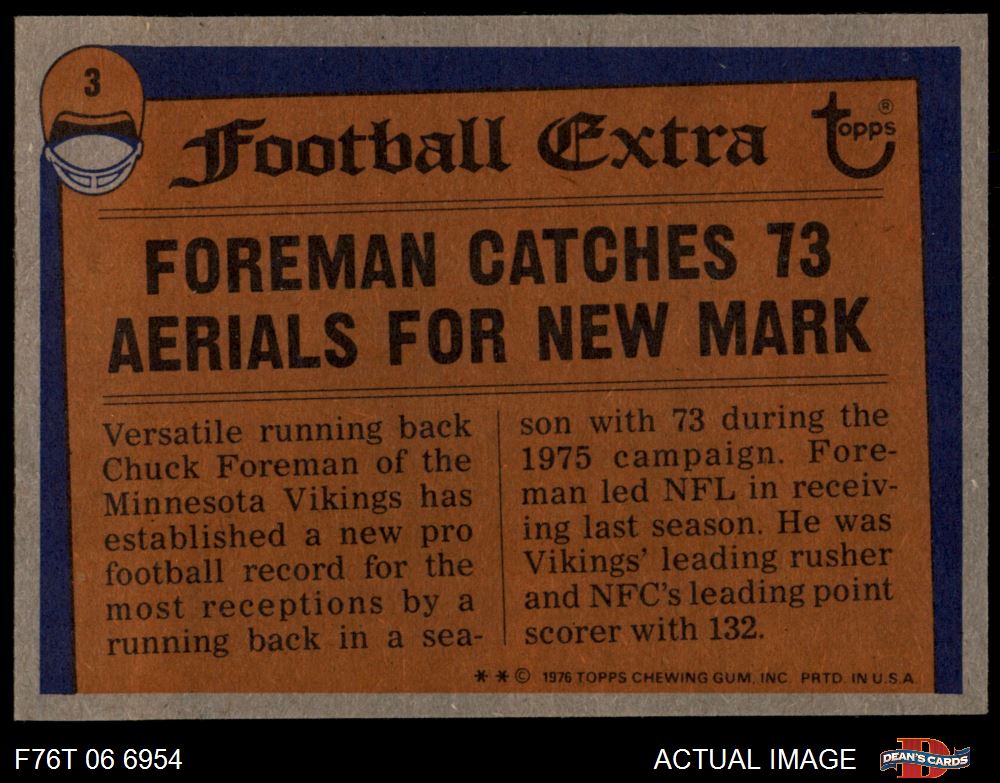 3
Football Extra
Topps ®
FOREMAN CATCHES 73
AERIALS FOR NEW MARK
Versatile running back
Chuck Foreman of the
Minnesota Vikings has
established a new pro
football record for the
most receptions by a
running back in a sea-
son with 73 during the
1975 campaign. Fore-
man led NFL in receiv-
ing last season. He was
Vikings' leading rusher
and NFC's leading point
scorer with 132.
* * © 1976 TOPPS CHEWING GUM, INC. PRTD. IN U.S.A.
F76T 06 6954
ACTUAL IMAGE
D
DEAN'S CARDS